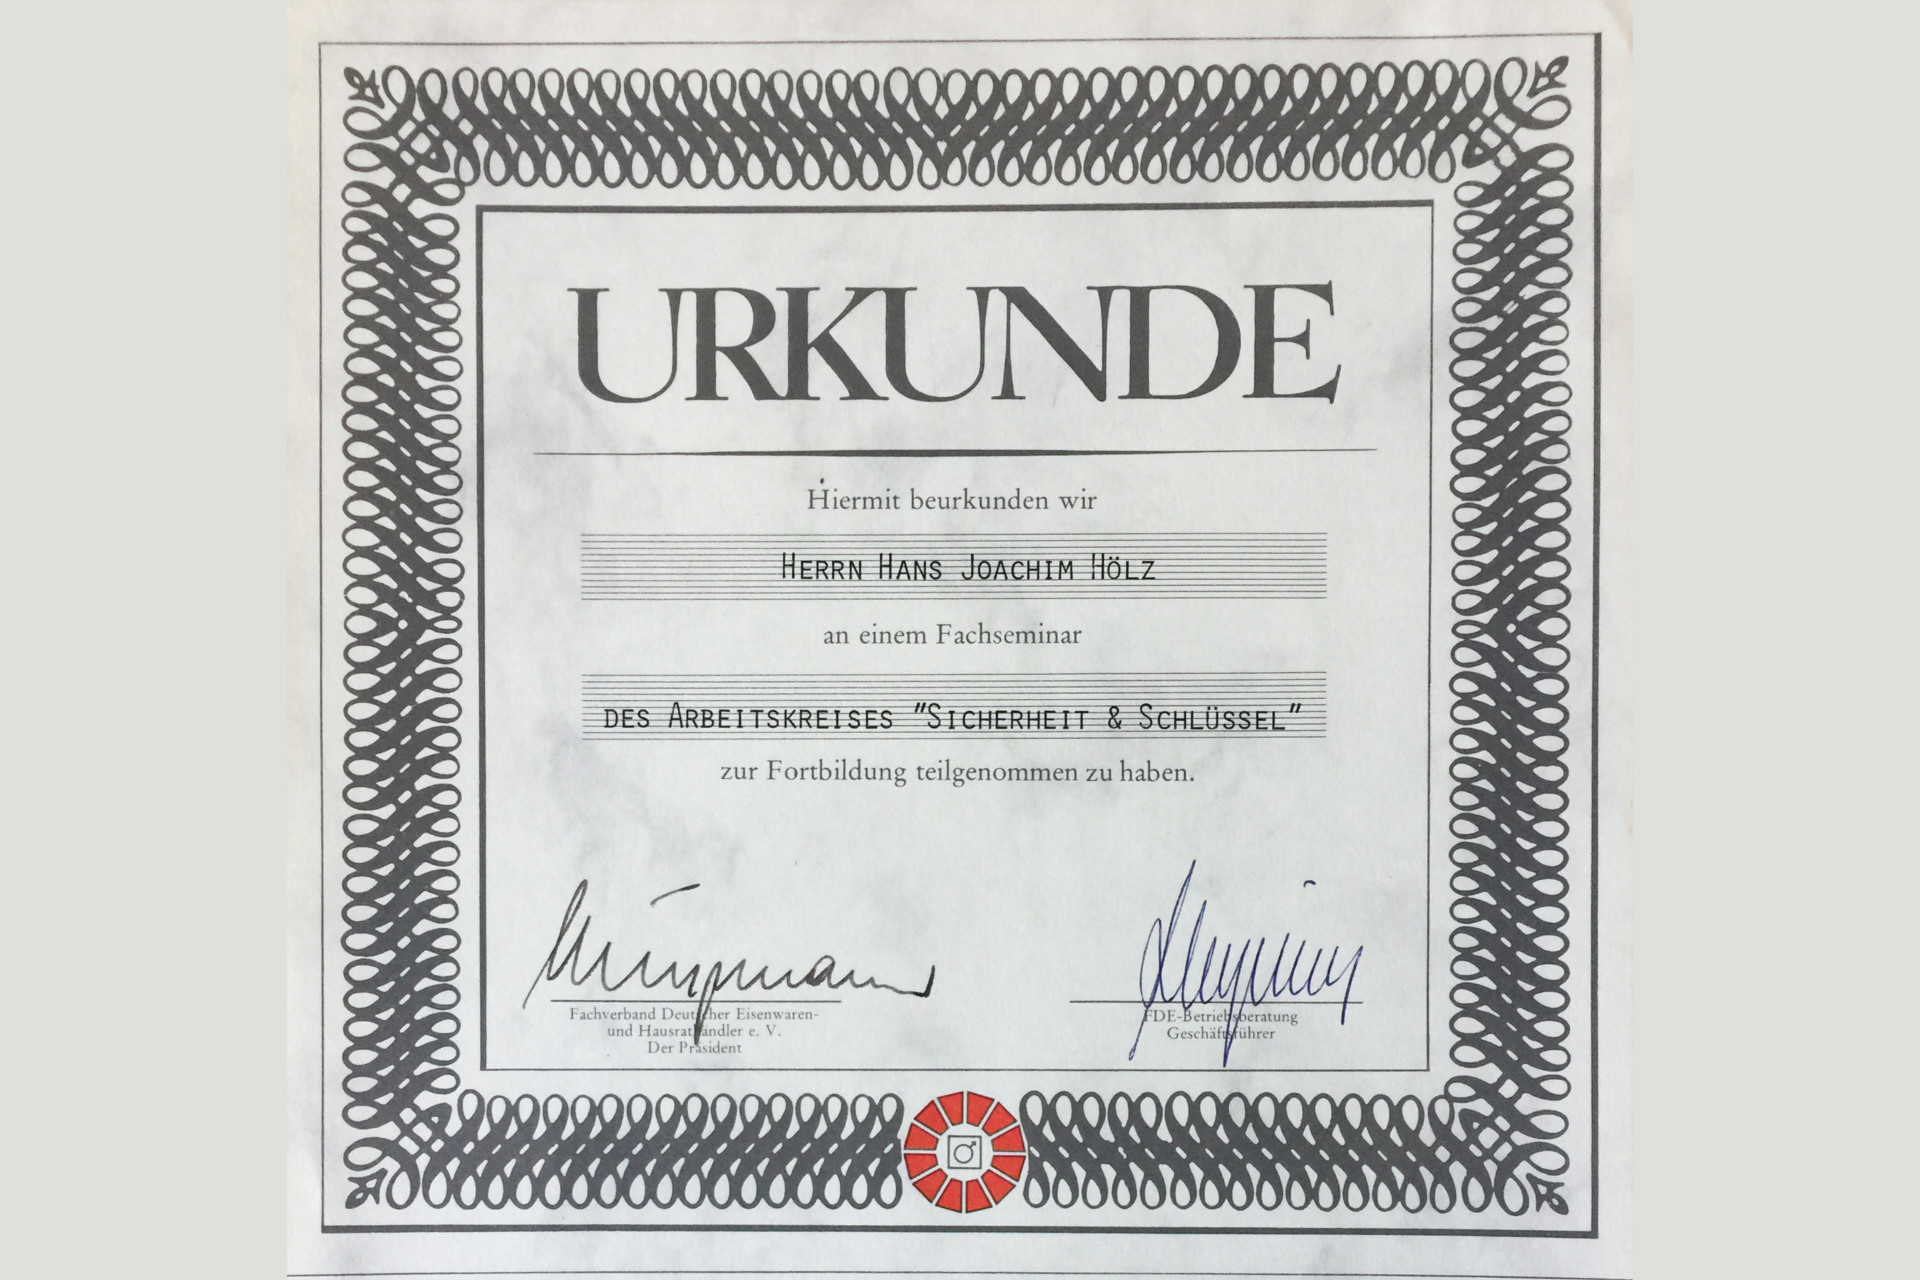 URKUNDE
Hiermit beurkunden wir
HERRN HANS JOACHIM HÖLZ
an einem Fachseminar
DES ARBEITSKREISES "SICHERHEIT & SCHLÜSSEL"
zur Fortbildung teilgenommen zu haben.
Fachverband Deutscher Eisenwaren-
und Hausrathändler e. V.
Der Präsident
FDE-Betriebsberatung
Geschäftsführer